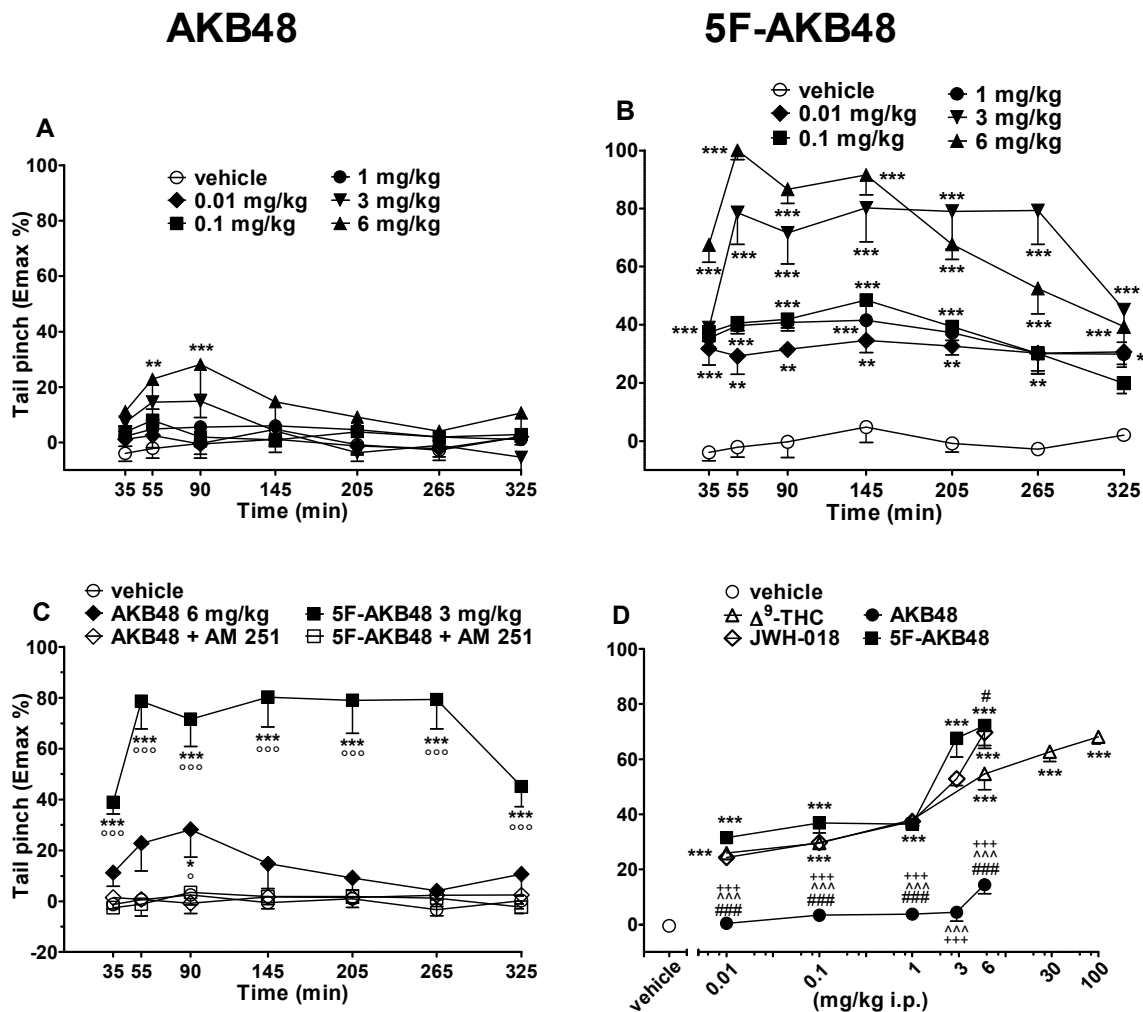 AKB48
5F-AKB48
A
vehicle
0.01 mg/kg
0.1 mg/kg
1 mg/kg
3 mg/kg
6 mg/kg
Tail pinch (Emax %)
100
80
60
40
20
0
** ***
35 55 90 145 205 265 325
Time (min)
B
vehicle
0.01 mg/kg
0.1 mg/kg
1 mg/kg
3 mg/kg
6 mg/kg
100
80
60
40
20
0
*** ***
*** *** ***
*** *** *** *** ***
*** *** *** ***
*** *** *** *** ***
*** ** ** ** ** ** *
35 55 90 145 205 265 325
Time (min)
C
vehicle
AKB48 6 mg/kg
AKB48 + AM 251
5F-AKB48 3 mg/kg
5F-AKB48 + AM 251
Tail pinch (Emax %)
100
80
60
40
20
0
-20
*** *** *** *** *** *** ***
°°° °°° °°° °°° °°° °°° °°°
*
°
35 55 90 145 205 265 325
Time (min)
D
vehicle
Δ⁹-THC
JWH-018
AKB48
5F-AKB48
100
80
60
40
20
0
#
*** ***
*** *** ***
***
*** ***
*** *** ***
+++ +++ +++ +++
^^^ ^^^ ^^^ ^^^
### ### ### ###
^^^
+++
vehicle 0.01 0.1 1 3 6 30 100
(mg/kg i.p.)